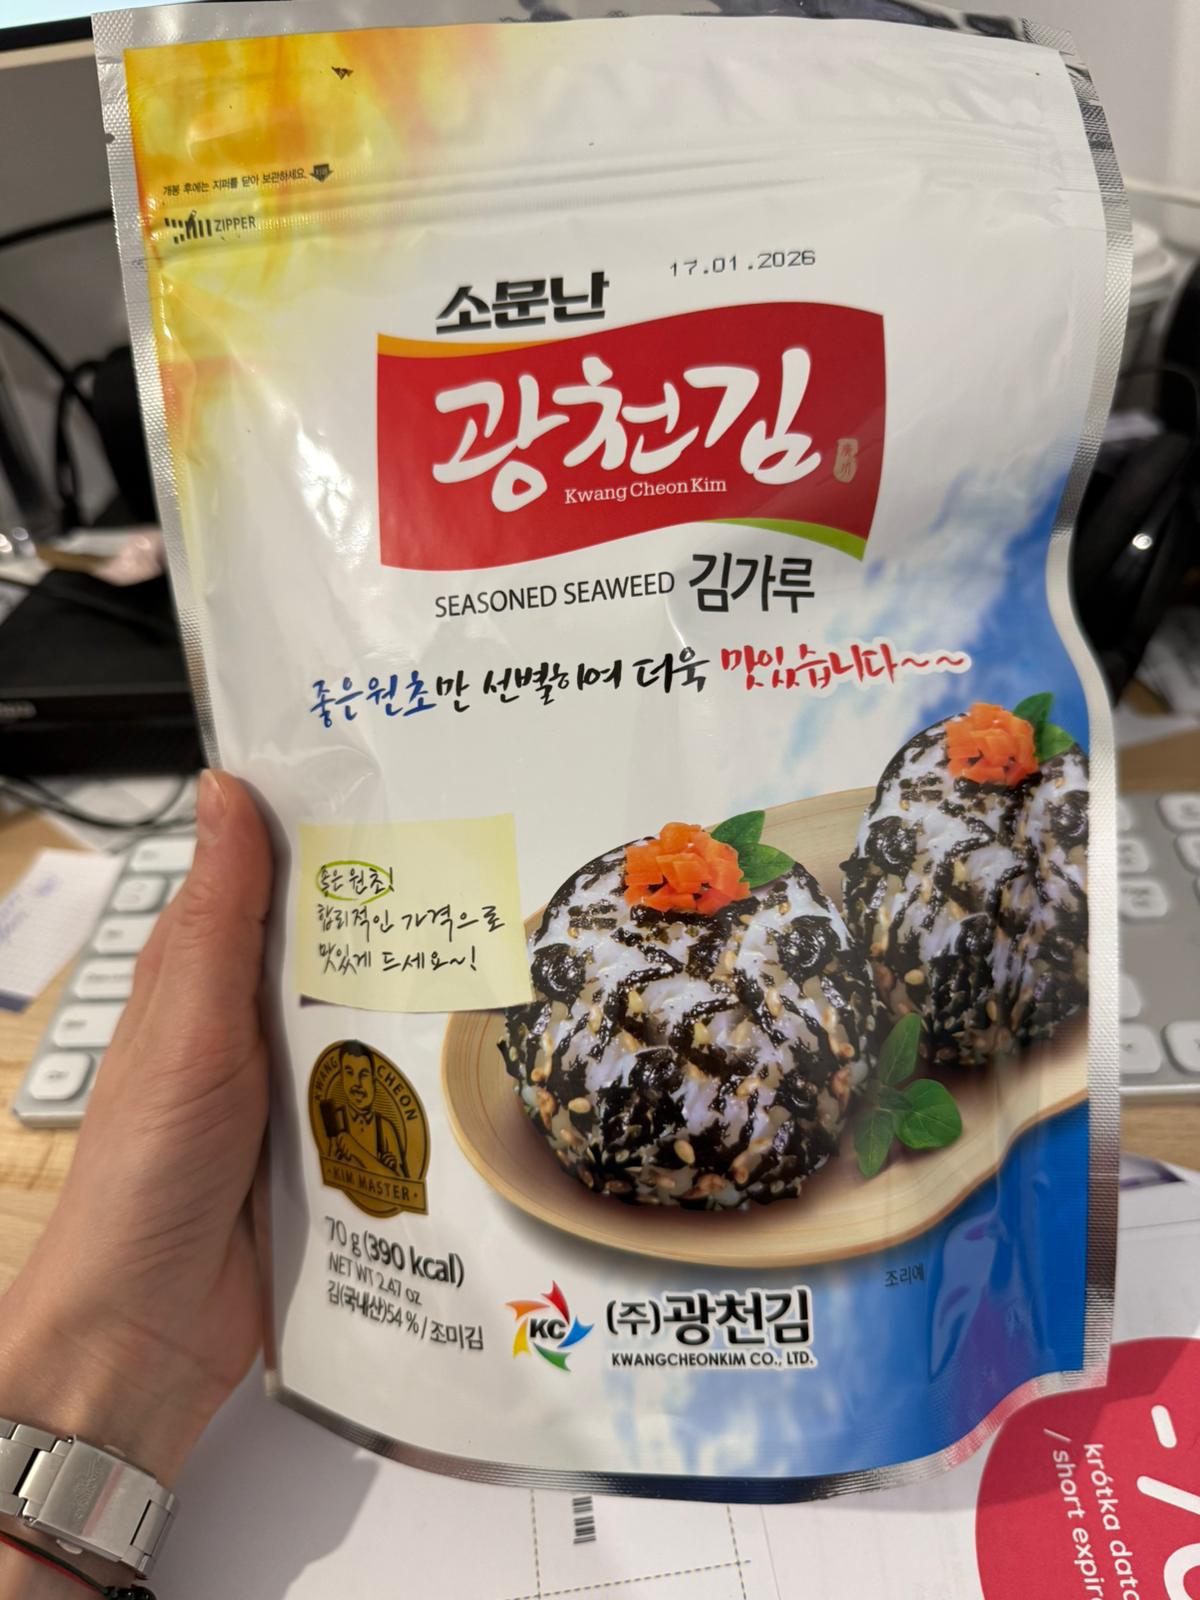 개봉 후에는 지퍼를 닫아 보관하세요.
ZIPPER
17.01.2026
소문난
광천김
Kwang Cheon Kim
SEASONED SEAWEED 김가루
좋은원초만 선별하여 더욱 맛있습니다~~
좋은 원초!
합리적인 가격으로
맛있게 드세요~!
KWANG CHEON
KIM MASTER
70 g (390 kcal)
NET WT 2.47 oz
김(국내산)54 % / 조미김
조리예
KC
(주)광천김
KWANGCHEONKIM CO., LTD.
- %
krótka data
/ short expir